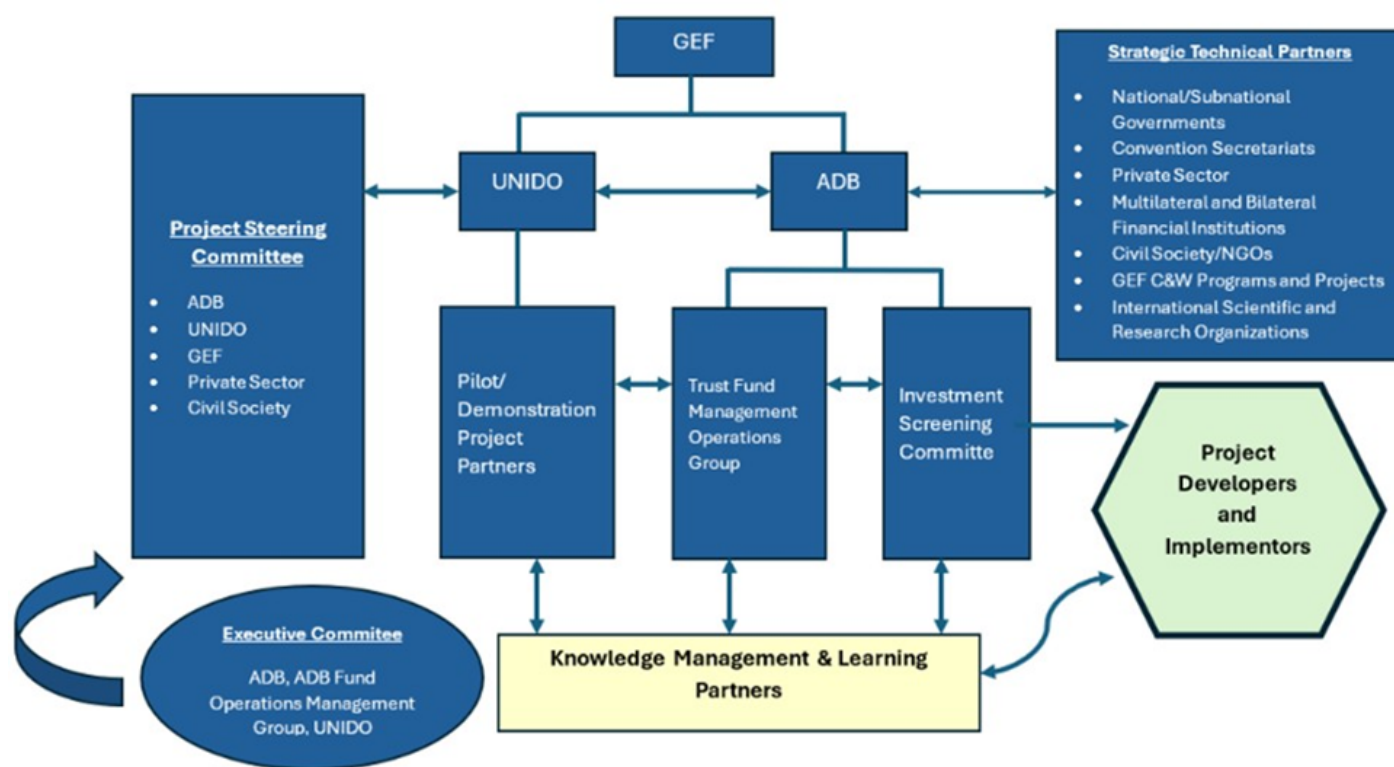 GEF
Strategic Technical Partners
• National/Subnational
Governments
• Convention Secretariats
• Private Sector
• Multilateral and Bilateral
Financial Institutions
• Civil Society/NGOs
• GEF C&W Programs and Projects
• International Scientific and
Research Organizations
UNIDO
ADB
Project Steering
Committee
• ADB
• UNIDO
• GEF
• Private Sector
• Civil Society
Pilot/
Demonstration
Project
Partners
Trust Fund
Management
Operations
Group
Investment
Screening
Committe
Project
Developers
and
Implementors
Executive Commitee
ADB, ADB Fund
Operations Management
Group, UNIDO
Knowledge Management & Learning
Partners